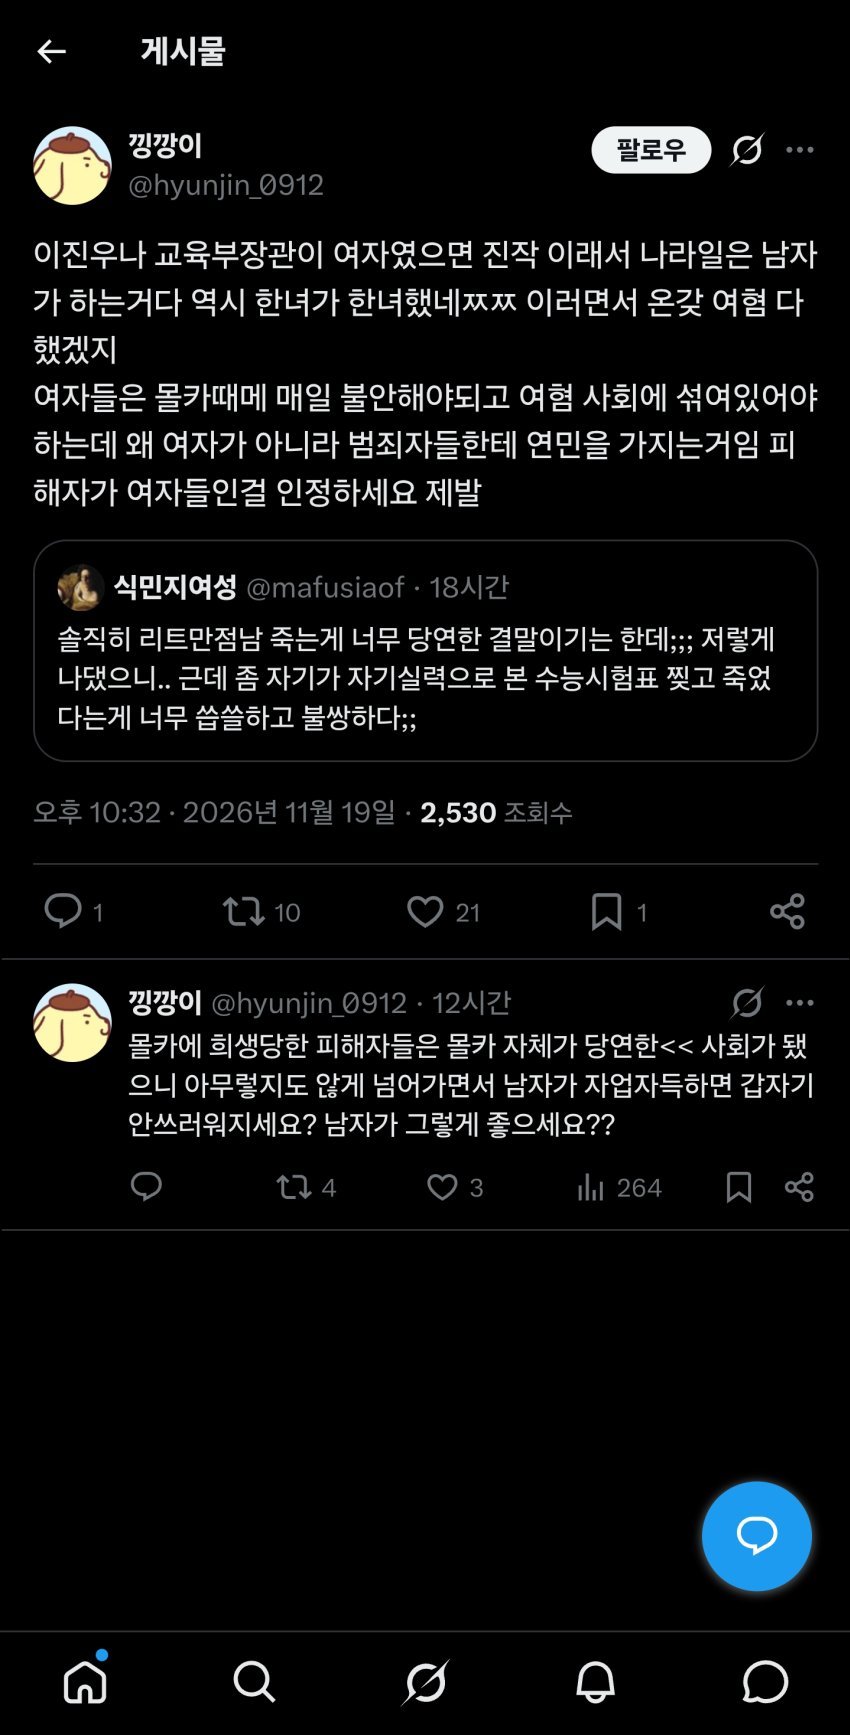 게시물
낑깡이
@hyunjin_0912
팔로우
이진우나 교육부장관이 여자였으면 진작 이래서 나라일은 남자
가 하는거다 역시 한녀가 한녀했네ㅉㅉ 이러면서 온갖 여혐 다
했겠지
여자들은 몰카때메 매일 불안해야되고 여혐 사회에 섞여있어야
하는데 왜 여자가 아니라 범죄자들한테 연민을 가지는거임 피
해자가 여자들인걸 인정하세요 제발
식민지여성 @mafusiaof · 18시간
솔직히 리트만점남 죽는게 너무 당연한 결말이기는 한데;;; 저렇게
나댔으니.. 근데 좀 자기가 자기실력으로 본 수능시험표 찢고 죽었
다는게 너무 씁쓸하고 불쌍하다;;
오후 10:32 · 2026년 11월 19일 · 2,530 조회수
1 10 21 1
낑깡이 @hyunjin_0912 · 12시간
몰카에 희생당한 피해자들은 몰카 자체가 당연한<< 사회가 됐
으니 아무렇지도 않게 넘어가면서 남자가 자업자득하면 갑자기
안쓰러워지세요? 남자가 그렇게 좋으세요??
4 3 264